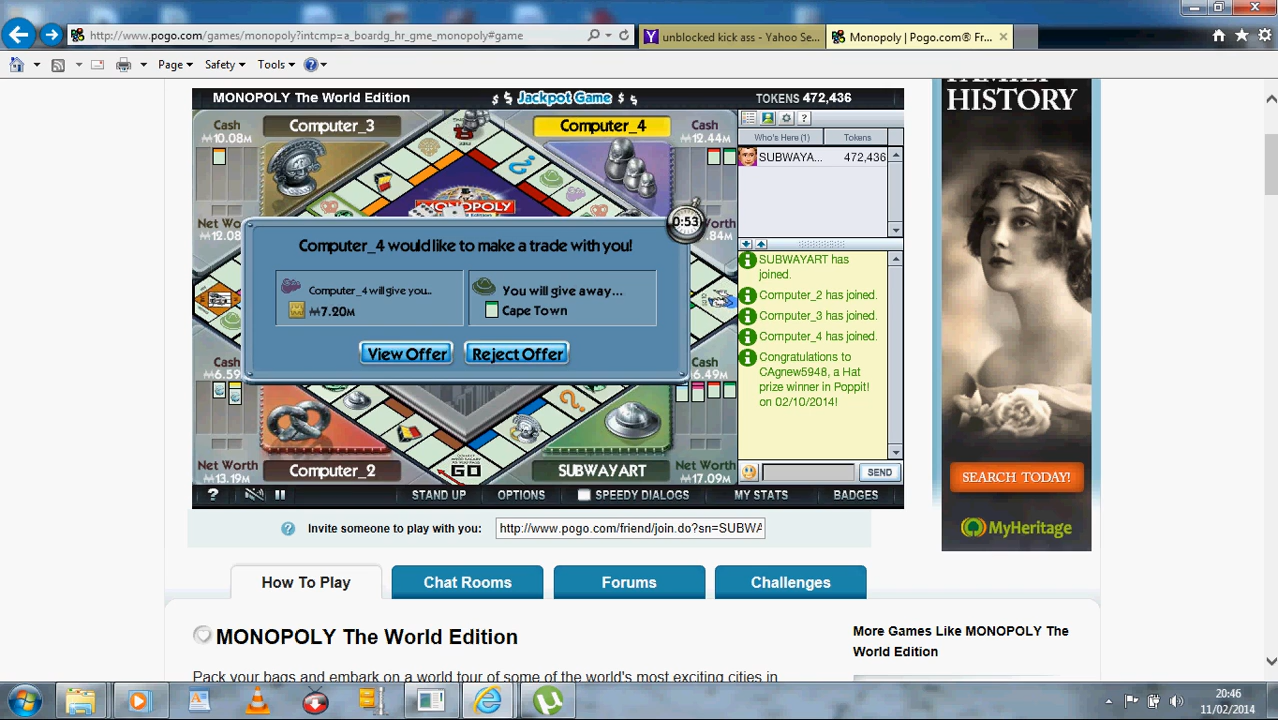 http://www.pogo.com/games/monopoly?intcmp=a_boardg_hr_gme_monopoly#game
unblocked kick ass - Yahoo Se...
Monopoly | Pogo.com® Fr...
Page
Safety
Tools
MONOPOLY The World Edition
Jackpot Game
TOKENS 472,436
Cash
₩10.08M
Computer_3
Computer_4
Cash
₩12.44M
Who's Here (1)
Tokens
SUBWAYA...
472,436
MONOPOLY
0:53
Net Wo
Worth
Computer_4 would like to make a trade with you!
Computer_4 will give you..
₩7.20M
You will give away...
Cape Town
View Offer
Reject Offer
SUBWAYART has
joined.
Computer_2 has joined.
Computer_3 has joined.
Computer_4 has joined.
Congratulations to
CAgnew5948, a Hat
prize winner in Poppit!
on 02/10/2014!
Cash
Cash
GO
Net Worth
₩13.19M
Computer_2
SUBWAYART
Net Worth
₩17.09M
SEND
?
STAND UP
OPTIONS
SPEEDY DIALOGS
MY STATS
BADGES
Invite someone to play with you:
http://www.pogo.com/friend/join.do?sn=SUBWA
HISTORY
SEARCH TODAY!
MyHeritage
How To Play
Chat Rooms
Forums
Challenges
MONOPOLY The World Edition
Pack your bags and embark on a world tour of some of the world's most exciting cities in
More Games Like MONOPOLY The
World Edition
20:46
11/02/2014